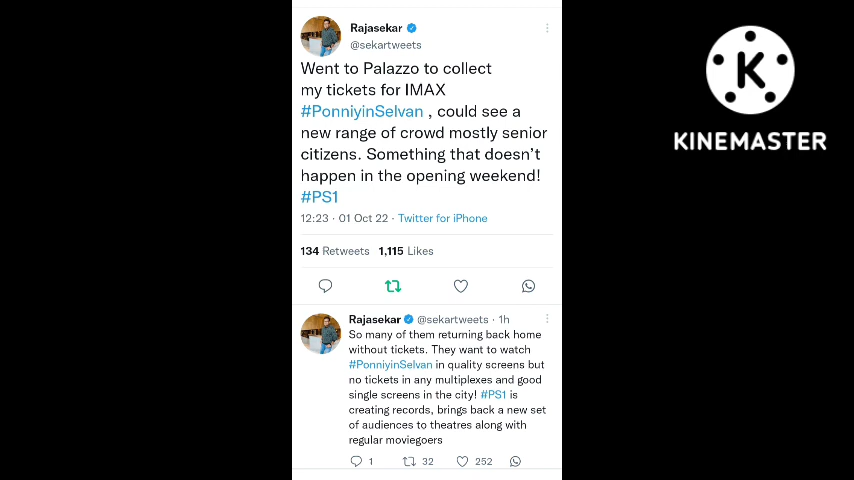 Rajasekar
@sekartweets
Went to Palazzo to collect
my tickets for IMAX
#PonniyinSelvan , could see a
new range of crowd mostly senior
citizens. Something that doesn't
happen in the opening weekend!
#PS1
12:23 · 01 Oct 22 · Twitter for iPhone
134 Retweets 1,115 Likes
Rajasekar @sekartweets · 1h
So many of them returning back home
without tickets. They want to watch
#PonniyinSelvan in quality screens but
no tickets in any multiplexes and good
single screens in the city! #PS1 is
creating records, brings back a new set
of audiences to theatres along with
regular moviegoers
1 32 252
K
KINEMASTER